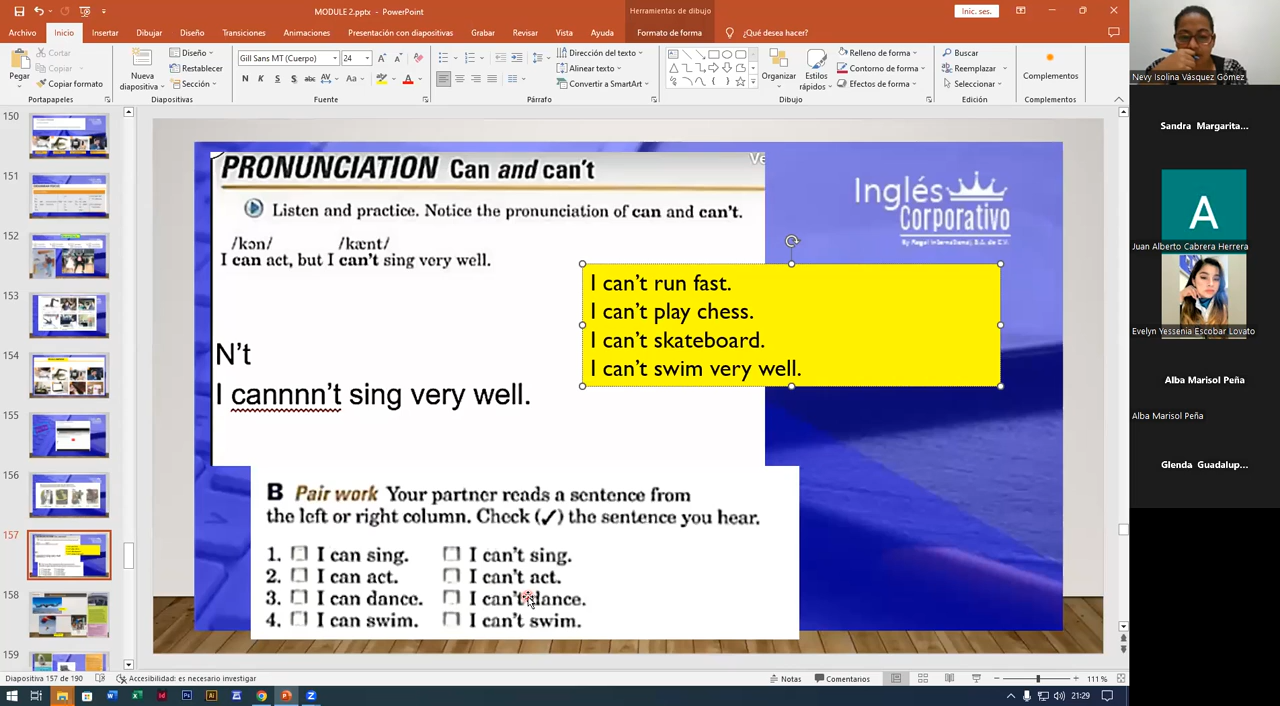 MODULE 2.pptx - PowerPoint
Herramientas de dibujo
Inic. ses.
Archivo Inicio Insertar Dibujar Diseño Transiciones Animaciones Presentación con diapositivas Grabar Revisar Vista Ayuda Formato de forma ¿Qué desea hacer?
Pegar
Cortar
Copiar
Copiar formato
Portapapeles
Nueva diapositiva
Diseño
Restablecer
Sección
Diapositivas
Gill Sans MT (Cuerpo) 24
N K S S abc AV Aa A
Fuente
Párrafo
Dirección del texto
Alinear texto
Convertir a SmartArt
Organizar
Estilos rápidos
Relleno de forma
Contorno de forma
Efectos de forma
Dibujo
Buscar
Reemplazar
Seleccionar
Edición
Complementos
Complementos
150
151
152
153
154
155
156
157
158
159
PRONUNCIATION Can and can't
Listen and practice. Notice the pronunciation of can and can't.
/kən/ /kænt/
I can act, but I can't sing very well.
N't
I cannnn't sing very well.
Inglés
Corporativo
By Regal International, S.A. de C.V.
I can't run fast.
I can't play chess.
I can't skateboard.
I can't swim very well.
B Pair work Your partner reads a sentence from
the left or right column. Check (✓) the sentence you hear.
1. I can sing. I can't sing.
2. I can act. I can't act.
3. I can dance. I can't dance.
4. I can swim. I can't swim.
Nevy Isolina Vásquez Gómez
Sandra Margarita...
A
Juan Alberto Cabrera Herrera
Evelyn Yessenia Escobar Lovato
Alba Marisol Peña
Alba Marisol Peña
Glenda Guadalup...
Diapositiva 157 de 190 Accesibilidad: es necesario investigar Notas Comentarios 111 %
21:29